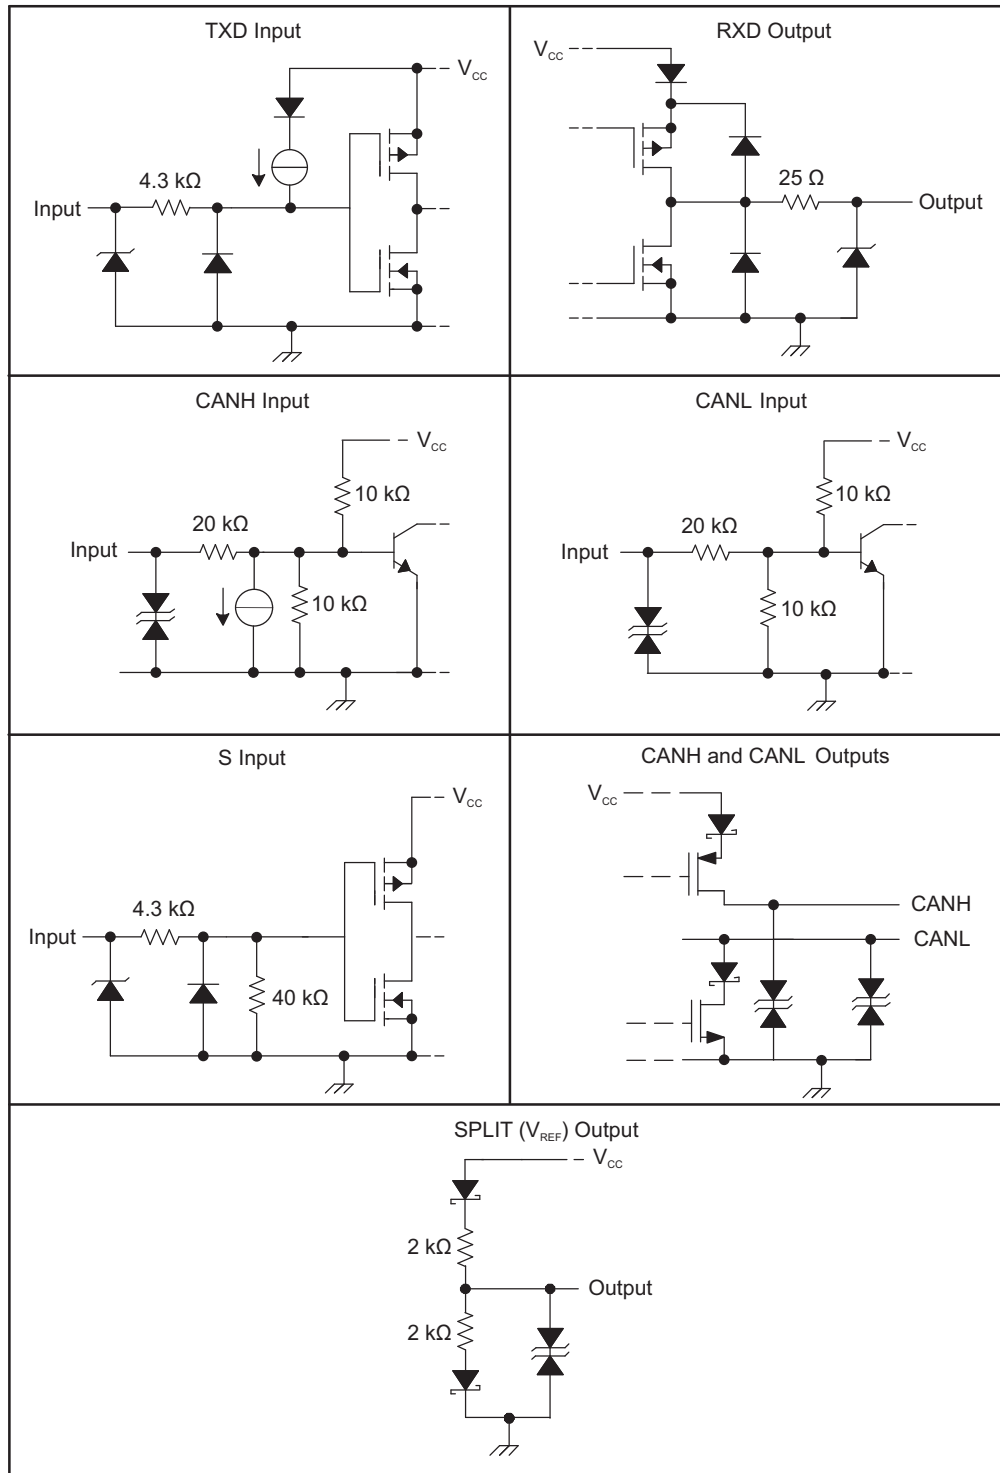 TXD Input
V_CC
4.3 kΩ
Input
RXD Output
V_CC
25 Ω
Output
CANH Input
V_CC
10 kΩ
20 kΩ
Input
10 kΩ
CANL Input
V_CC
10 kΩ
20 kΩ
Input
10 kΩ
S Input
V_CC
4.3 kΩ
Input
40 kΩ
CANH and CANL Outputs
V_CC
CANH
CANL
SPLIT (V_REF) Output
V_CC
2 kΩ
Output
2 kΩ